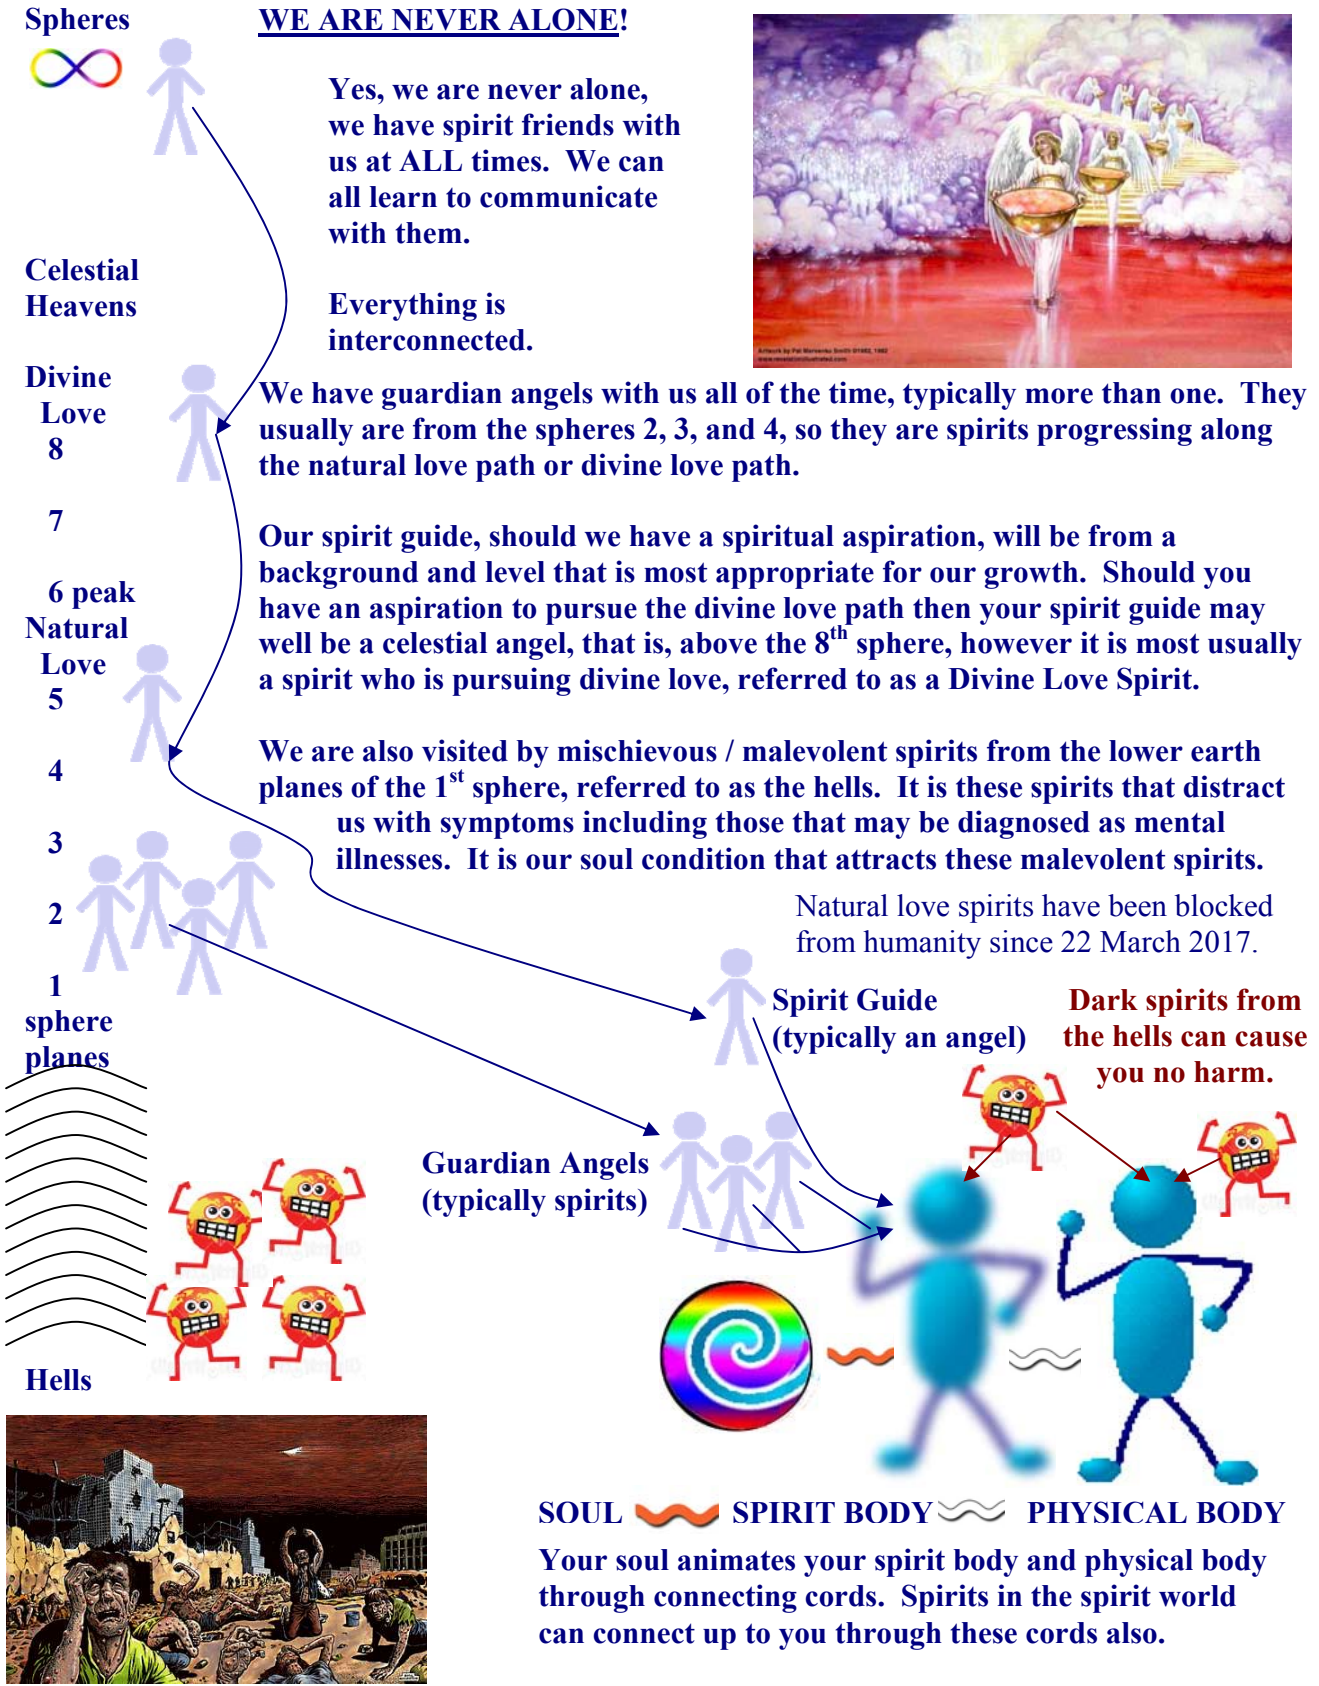 Spheres
WE ARE NEVER ALONE!
Yes, we are never alone,
we have spirit friends with
us at ALL times.  We can
all learn to communicate
with them.
Everything is
interconnected.
Celestial
Heavens
Divine
Love
8
7
6 peak
Natural
Love
5
4
3
2
1
sphere
planes
Hells
Artwork by Pat Marvenko Smith ©1982, 1992
www.revelationillustrated.com
We have guardian angels with us all of the time, typically more than one.  They
usually are from the spheres 2, 3, and 4, so they are spirits progressing along
the natural love path or divine love path.
Our spirit guide, should we have a spiritual aspiration, will be from a
background and level that is most appropriate for our growth.  Should you
have an aspiration to pursue the divine love path then your spirit guide may
well be a celestial angel, that is, above the 8th sphere, however it is most usually
a spirit who is pursuing divine love, referred to as a Divine Love Spirit.
We are also visited by mischievous / malevolent spirits from the lower earth
planes of the 1st sphere, referred to as the hells.  It is these spirits that distract
us with symptoms including those that may be diagnosed as mental
illnesses.  It is our soul condition that attracts these malevolent spirits.
Natural love spirits have been blocked
from humanity since 22 March 2017.
Spirit Guide
(typically an angel)
Dark spirits from
the hells can cause
you no harm.
Guardian Angels
(typically spirits)
SOUL SPIRIT BODY PHYSICAL BODY
Your soul animates your spirit body and physical body
through connecting cords.  Spirits in the spirit world
can connect up to you through these cords also.